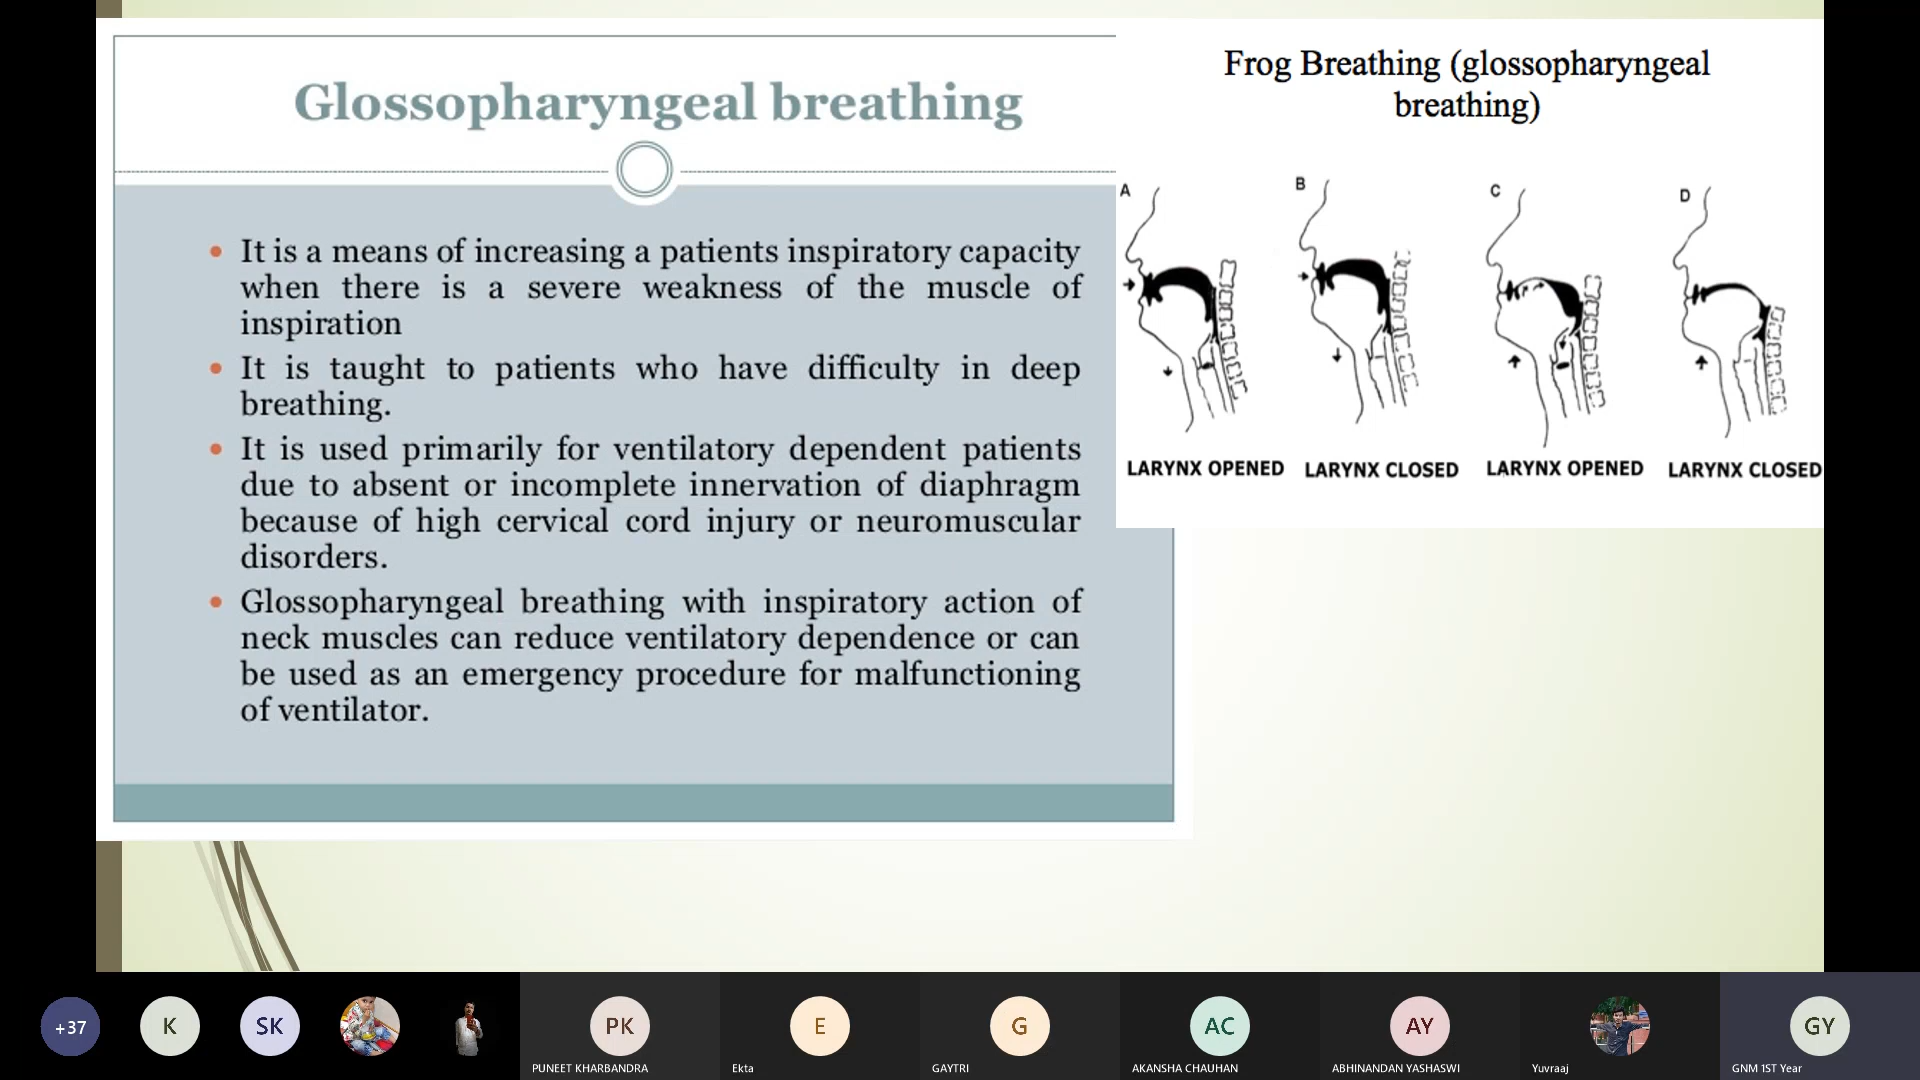 Glossopharyngeal breathing
• It is a means of increasing a patients inspiratory capacity
when there is a severe weakness of the muscle of
inspiration
• It is taught to patients who have difficulty in deep
breathing.
• It is used primarily for ventilatory dependent patients
due to absent or incomplete innervation of diaphragm
because of high cervical cord injury or neuromuscular
disorders.
• Glossopharyngeal breathing with inspiratory action of
neck muscles can reduce ventilatory dependence or can
be used as an emergency procedure for malfunctioning
of ventilator.
Frog Breathing (glossopharyngeal
breathing)
A B C D
LARYNX OPENED LARYNX CLOSED LARYNX OPENED LARYNX CLOSED
+37 K SK PK E G AC AY GY
PUNEET KHARBANDRA Ekta GAYTRI AKANSHA CHAUHAN ABHINANDAN YASHASWI Yuvraaj GNM 1ST Year